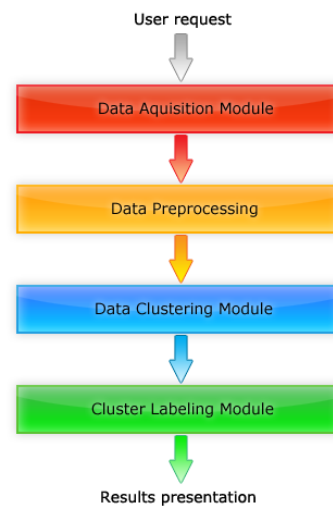 User request
Data Aquisition Module
Data Preprocessing
Data Clustering Module
Cluster Labeling Module
Results presentation